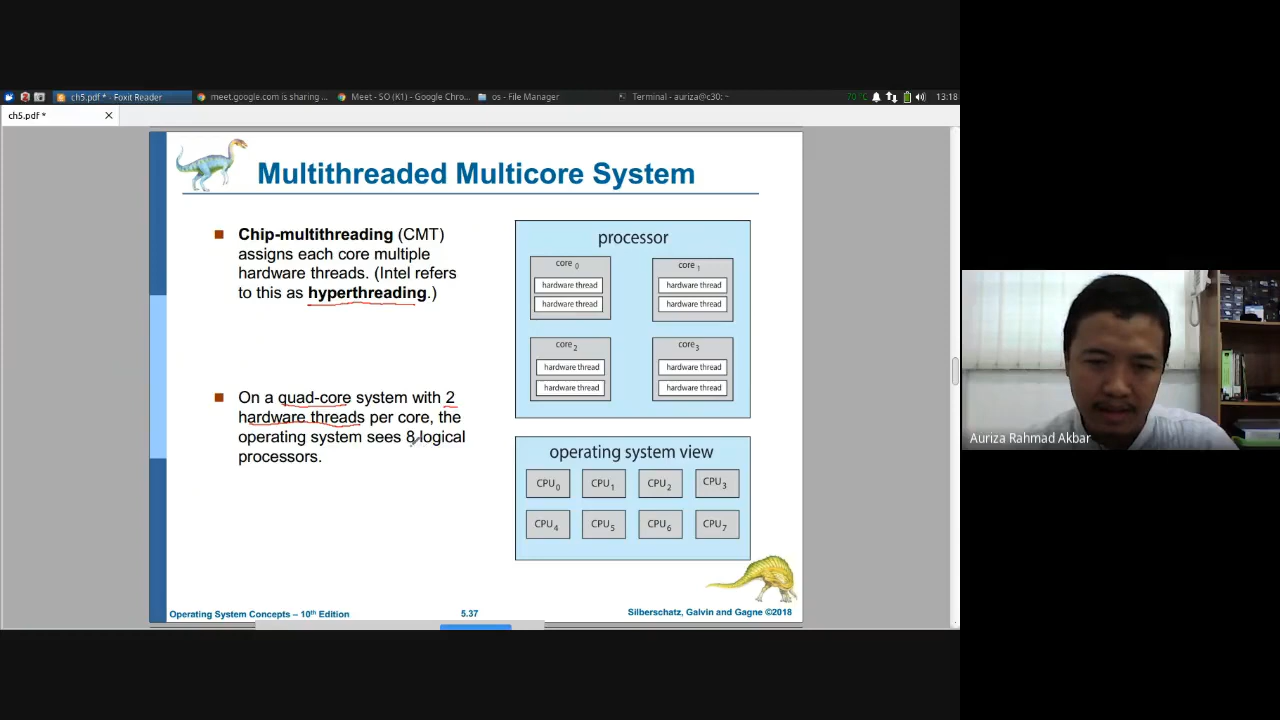 ch5.pdf * - Foxit Reader
meet.google.com is sharing ...
Meet - SO (K1) - Google Chro...
os - File Manager
Terminal - auriza@c30: ~
70°C
13:18
ch5.pdf *
Multithreaded Multicore System
Chip-multithreading (CMT)
assigns each core multiple
hardware threads. (Intel refers
to this as hyperthreading.)
On a quad-core system with 2
hardware threads per core, the
operating system sees 8 logical
processors.
processor
core 0
hardware thread
hardware thread
core 1
hardware thread
hardware thread
core 2
hardware thread
hardware thread
core 3
hardware thread
hardware thread
operating system view
CPU0 CPU1 CPU2 CPU3
CPU4 CPU5 CPU6 CPU7
Operating System Concepts – 10th Edition
5.37
Silberschatz, Galvin and Gagne ©2018
Auriza Rahmad Akbar